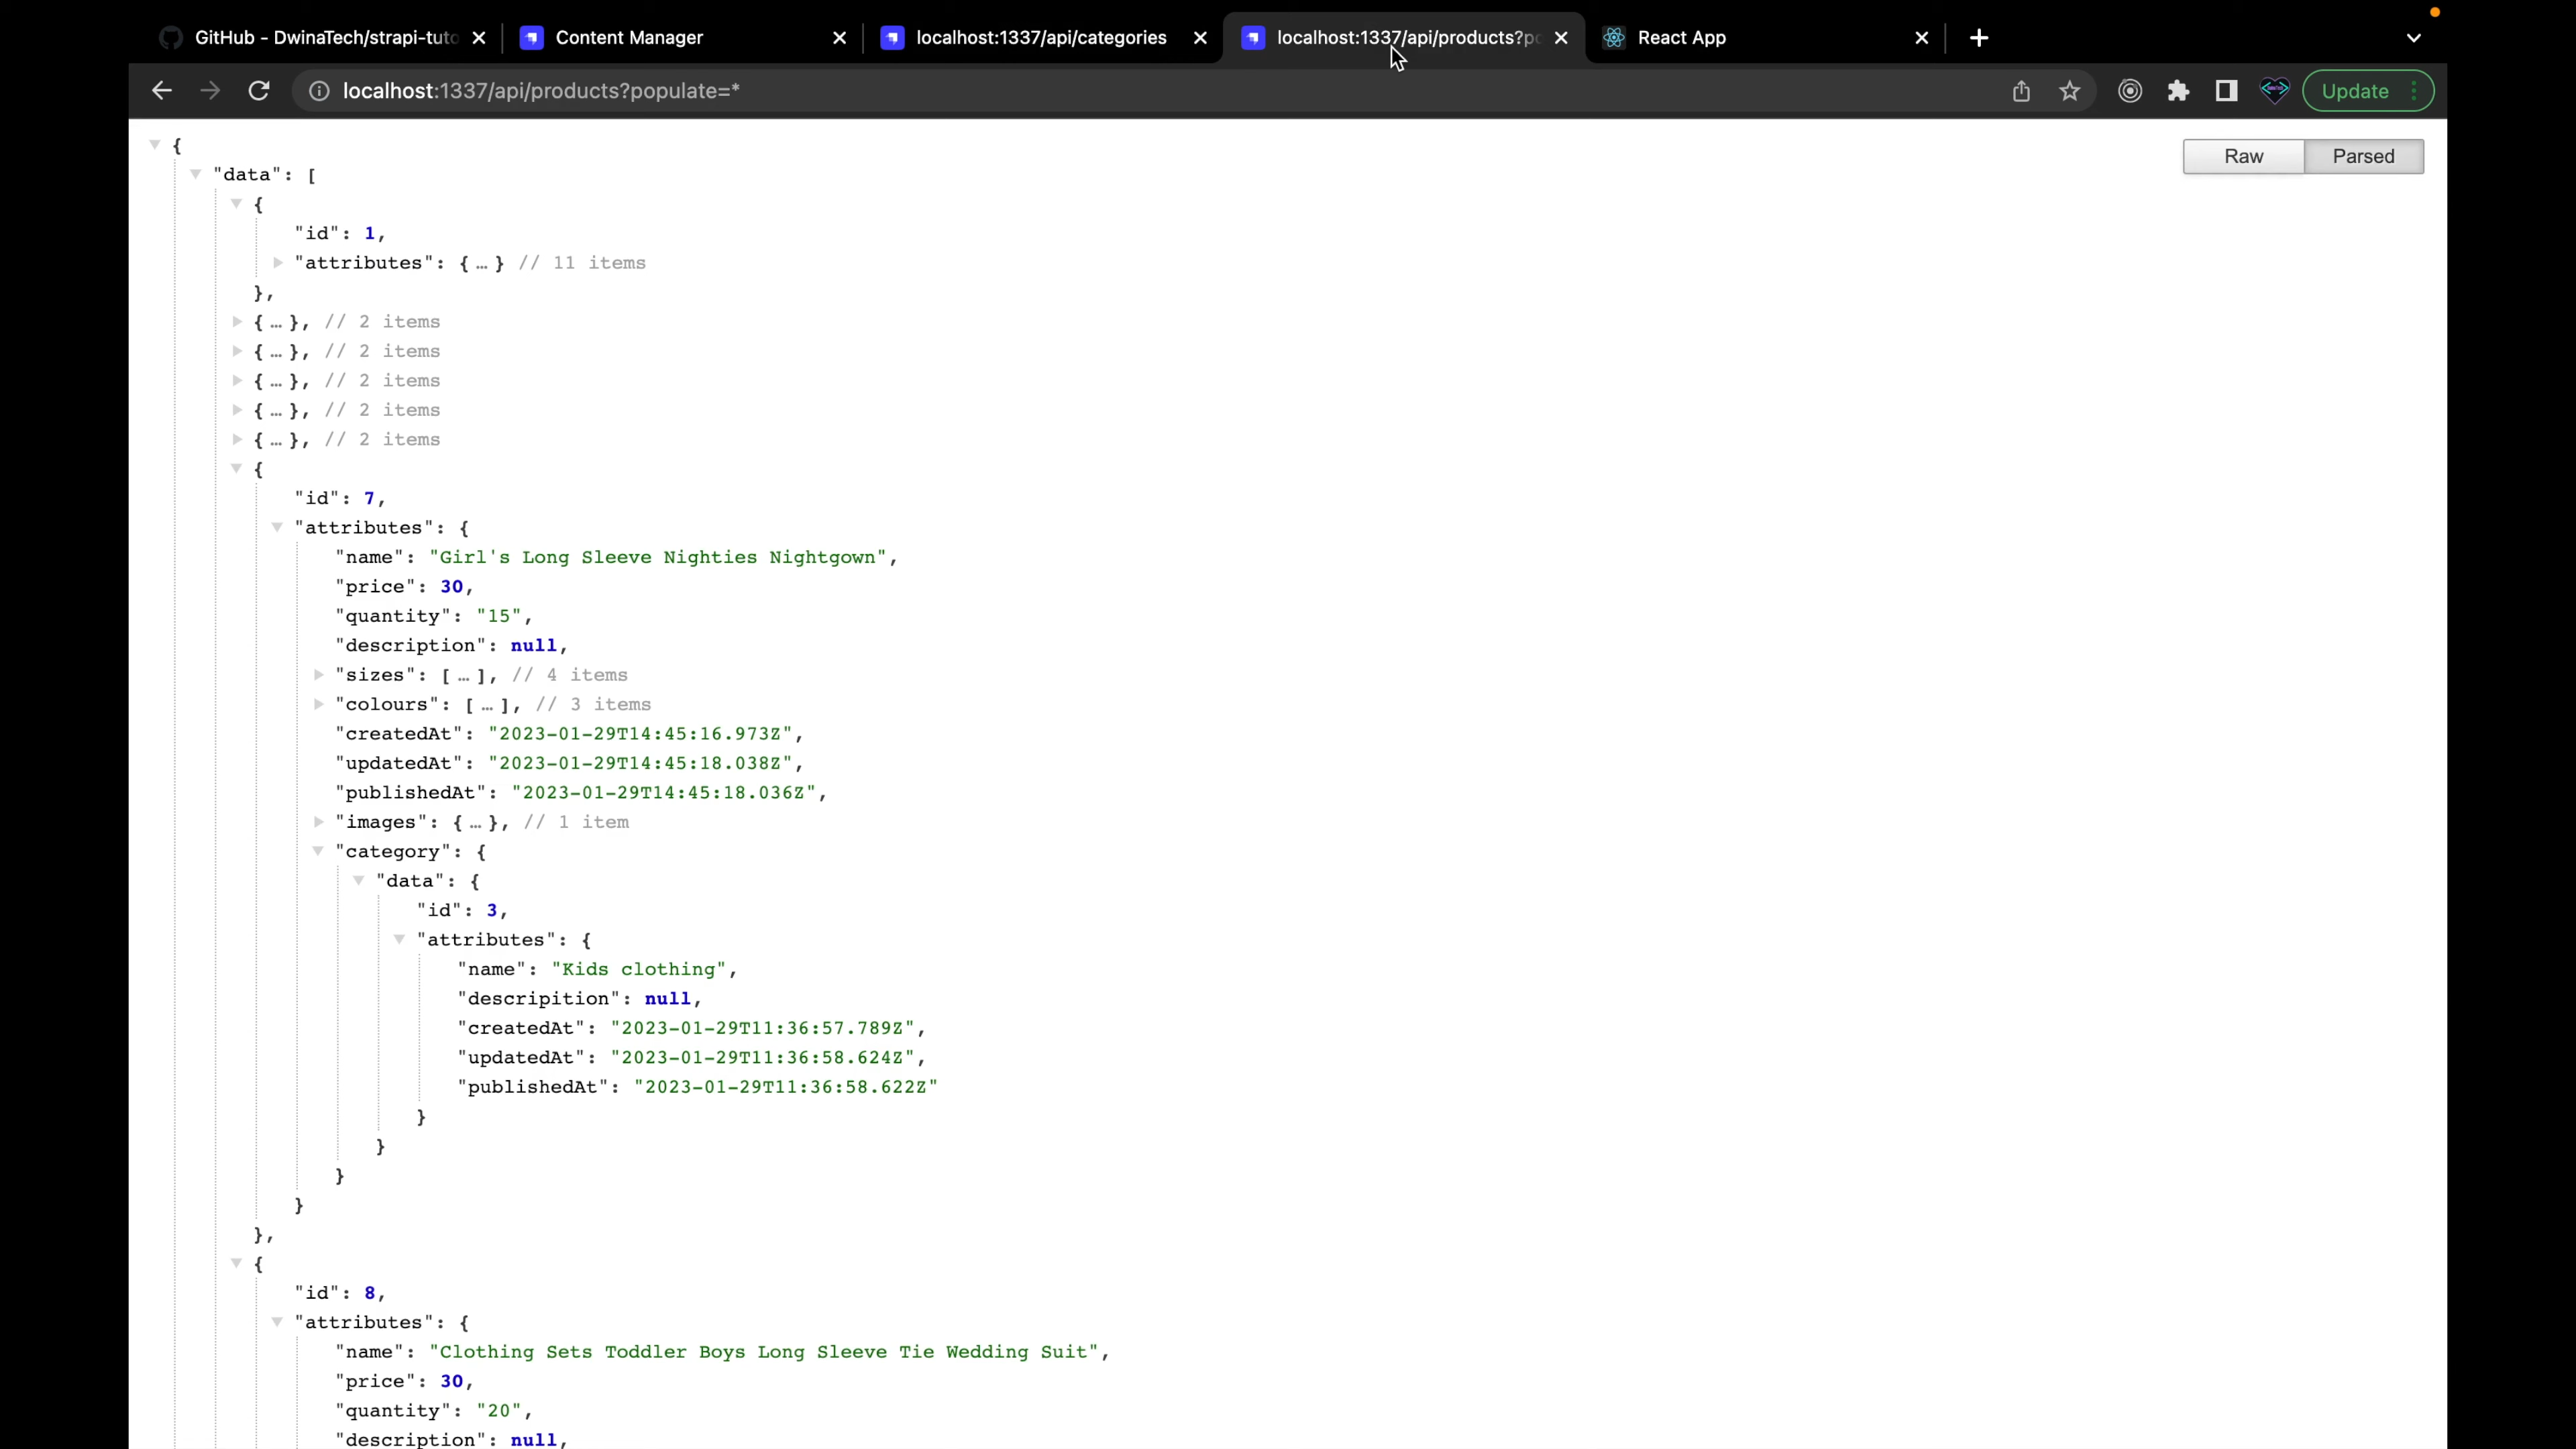 GitHub - DwinaTech/strapi-tuto
Content Manager
localhost:1337/api/categories
localhost:1337/api/products?po
React App
localhost:1337/api/products?populate=*
Update
Raw
Parsed
{
"data": [
{
"id": 1,
"attributes": { … } // 11 items
},
{ … }, // 2 items
{ … }, // 2 items
{ … }, // 2 items
{ … }, // 2 items
{ … }, // 2 items
{
"id": 7,
"attributes": {
"name": "Girl's Long Sleeve Nighties Nightgown",
"price": 30,
"quantity": "15",
"description": null,
"sizes": [ … ], // 4 items
"colours": [ … ], // 3 items
"createdAt": "2023-01-29T14:45:16.973Z",
"updatedAt": "2023-01-29T14:45:18.038Z",
"publishedAt": "2023-01-29T14:45:18.036Z",
"images": { … }, // 1 item
"category": {
"data": {
"id": 3,
"attributes": {
"name": "Kids clothing",
"descripition": null,
"createdAt": "2023-01-29T11:36:57.789Z",
"updatedAt": "2023-01-29T11:36:58.624Z",
"publishedAt": "2023-01-29T11:36:58.622Z"
}
}
}
}
},
{
"id": 8,
"attributes": {
"name": "Clothing Sets Toddler Boys Long Sleeve Tie Wedding Suit",
"price": 30,
"quantity": "20",
"description": null,